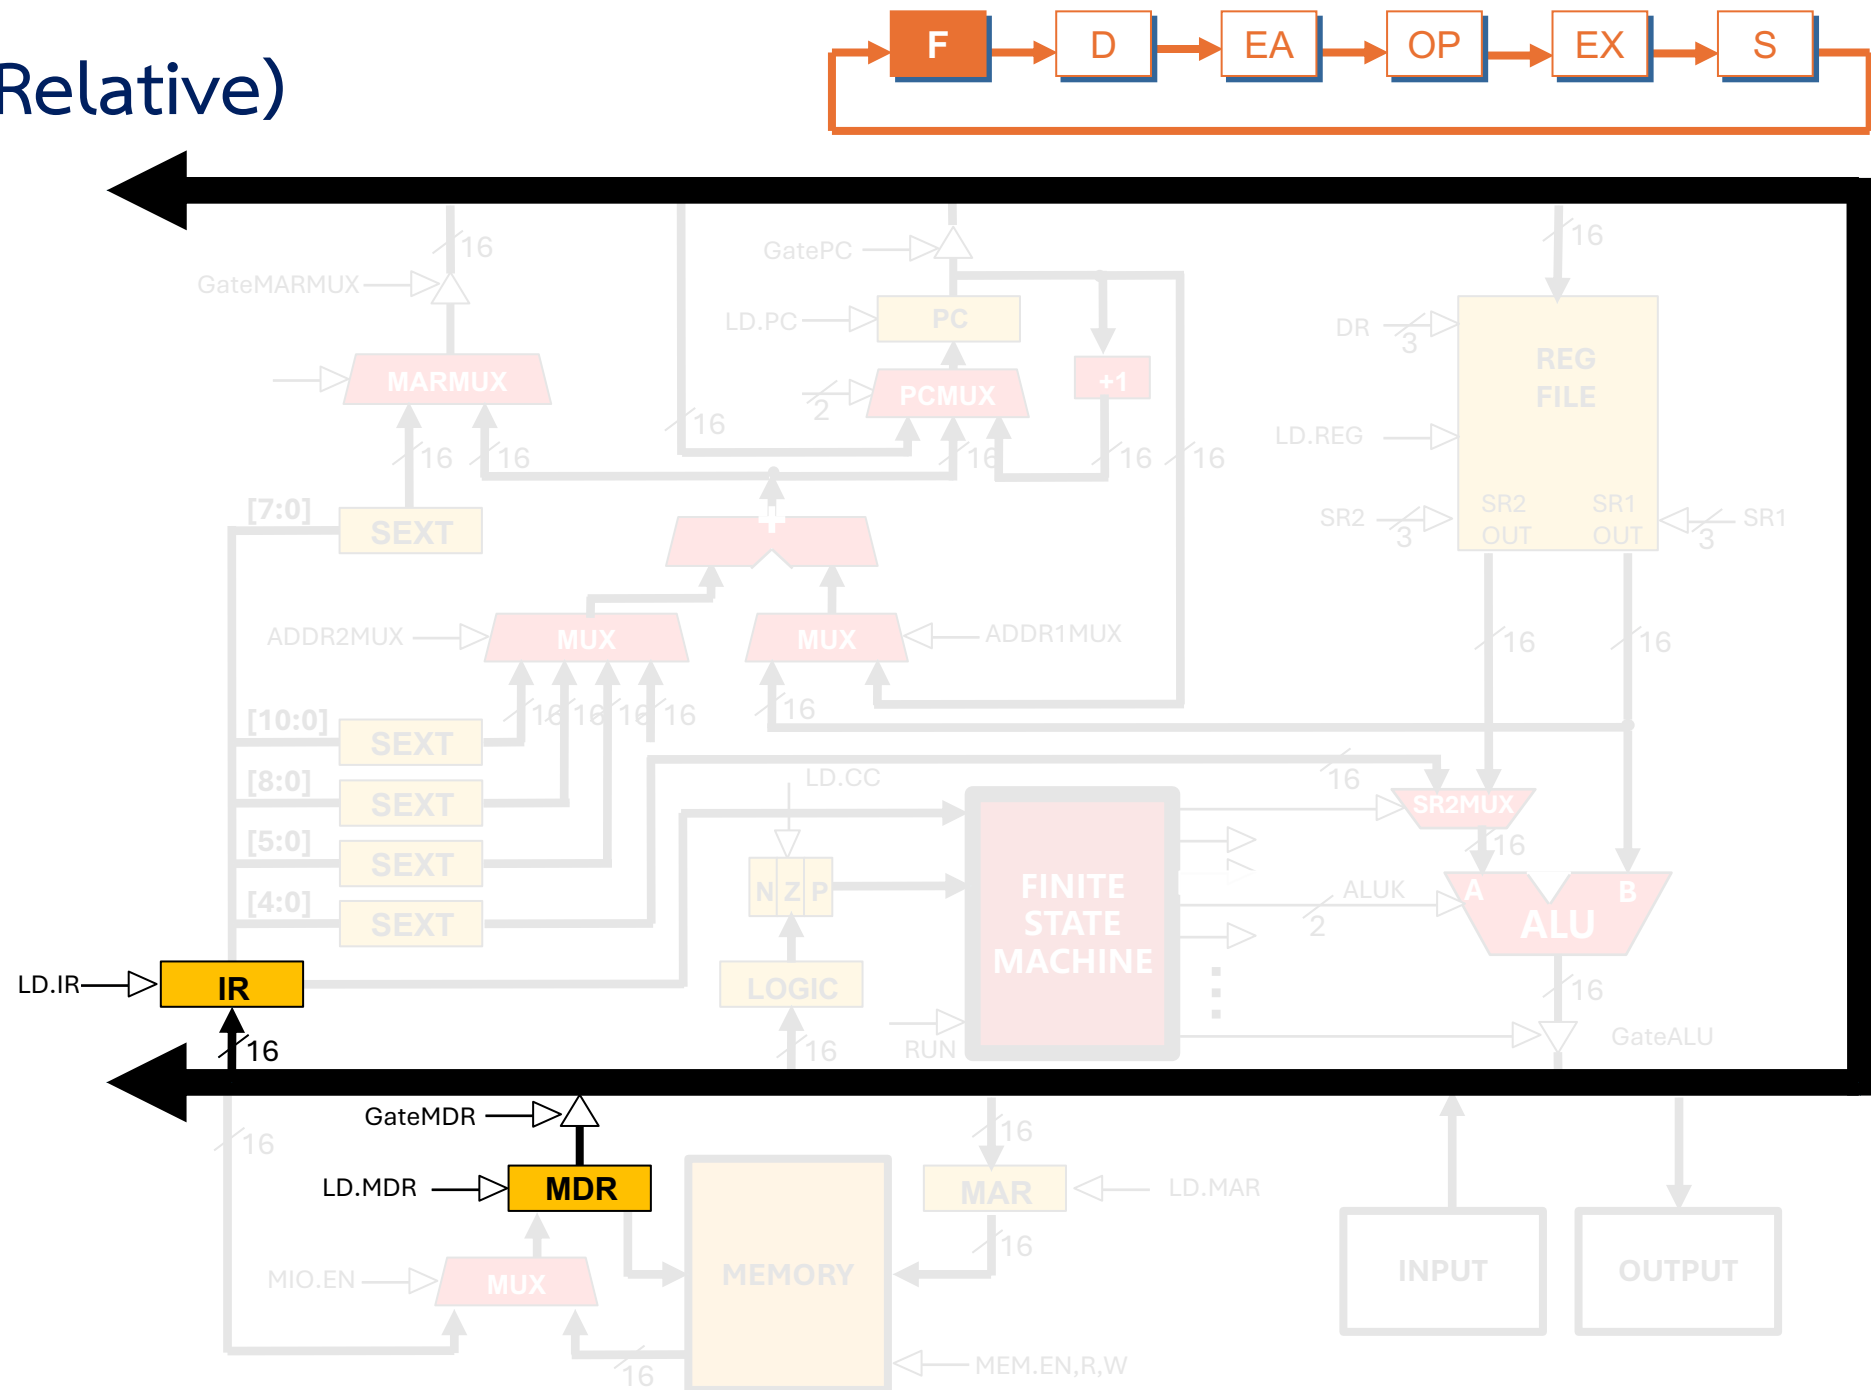 Relative)
F
D
EA
OP
EX
S
16
GatePC
16
GateMARMUX
LD.PC
PC
DR
3
REG
FILE
MARMUX
2
PCMUX
+1
16
LD.REG
16
16
16
16
16
[7:0]
SEXT
+
SR2
3
SR2
OUT
SR1
OUT
3
SR1
ADDR2MUX
MUX
MUX
ADDR1MUX
16
16
16
16
16
16
16
[10:0]
SEXT
LD.CC
16
[8:0]
SEXT
SR2MUX
[5:0]
SEXT
16
N Z P
FINITE
STATE
MACHINE
ALUK
2
A
B
ALU
[4:0]
SEXT
LD.IR
IR
LOGIC
16
16
16
RUN
GateALU
GateMDR
16
16
LD.MDR
MDR
MAR
LD.MAR
16
MIO.EN
MUX
MEMORY
INPUT
OUTPUT
16
MEM.EN,R,W